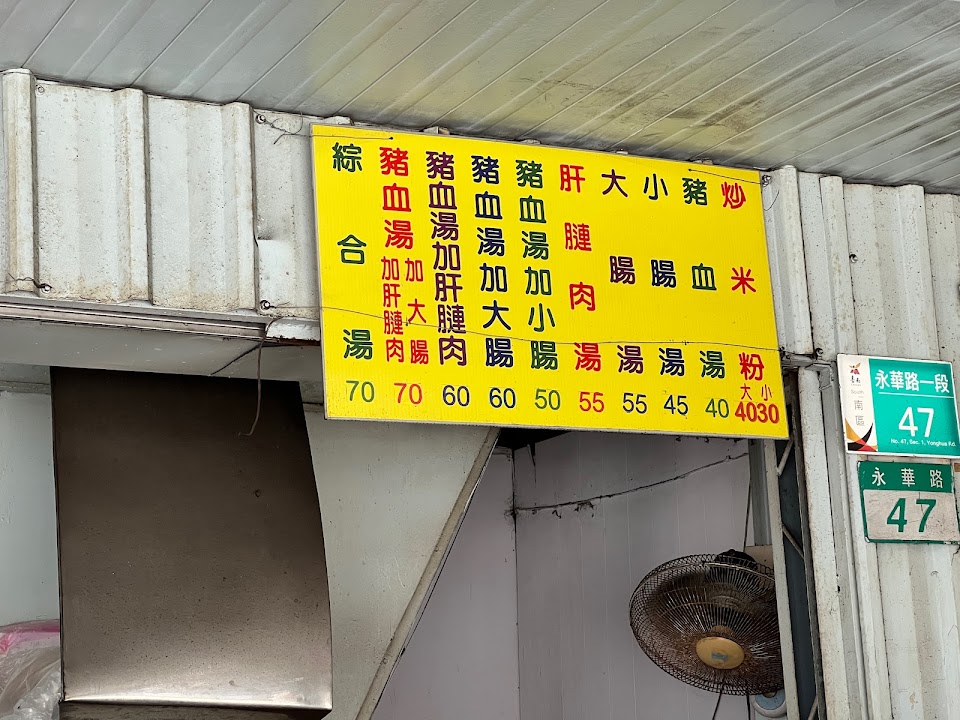 炒米粉 大40 小30
豬血湯 40
小腸湯 45
大腸湯 55
肝腱肉湯 55
豬血湯加小腸 50
豬血湯加大腸 60
豬血湯加肝腱肉 60
豬血湯加大腸加肝腱肉 70
綜合湯 70
南區
永華路一段
47
No. 47, Sec. 1, Yonghua Rd.
永華路
47